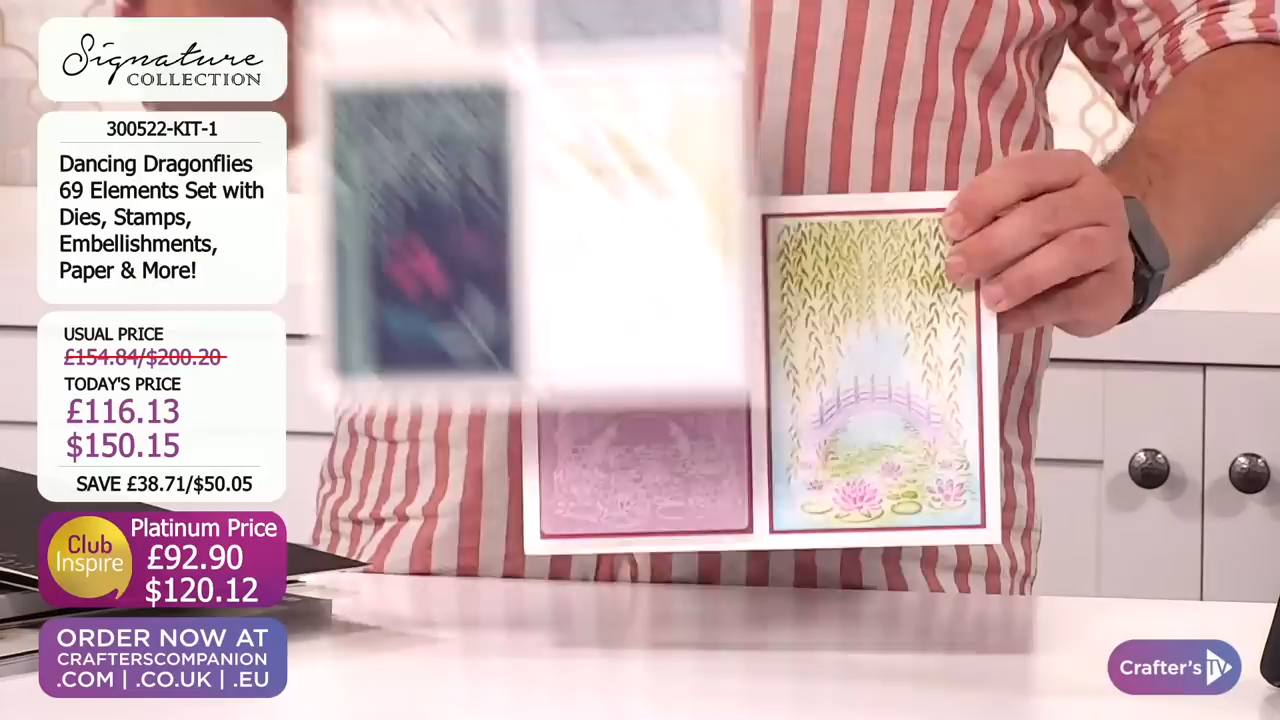 Signature
COLLECTION
300522-KIT-1
Dancing Dragonflies
69 Elements Set with
Dies, Stamps,
Embellishments,
Paper & More!
USUAL PRICE
£154.84/$200.20
TODAY'S PRICE
£116.13
$150.15
SAVE £38.71/$50.05
Club
Inspire
Platinum Price
£92.90
$120.12
ORDER NOW AT
CRAFTERSCOMPANION
.COM | .CO.UK | .EU
Crafter's TV